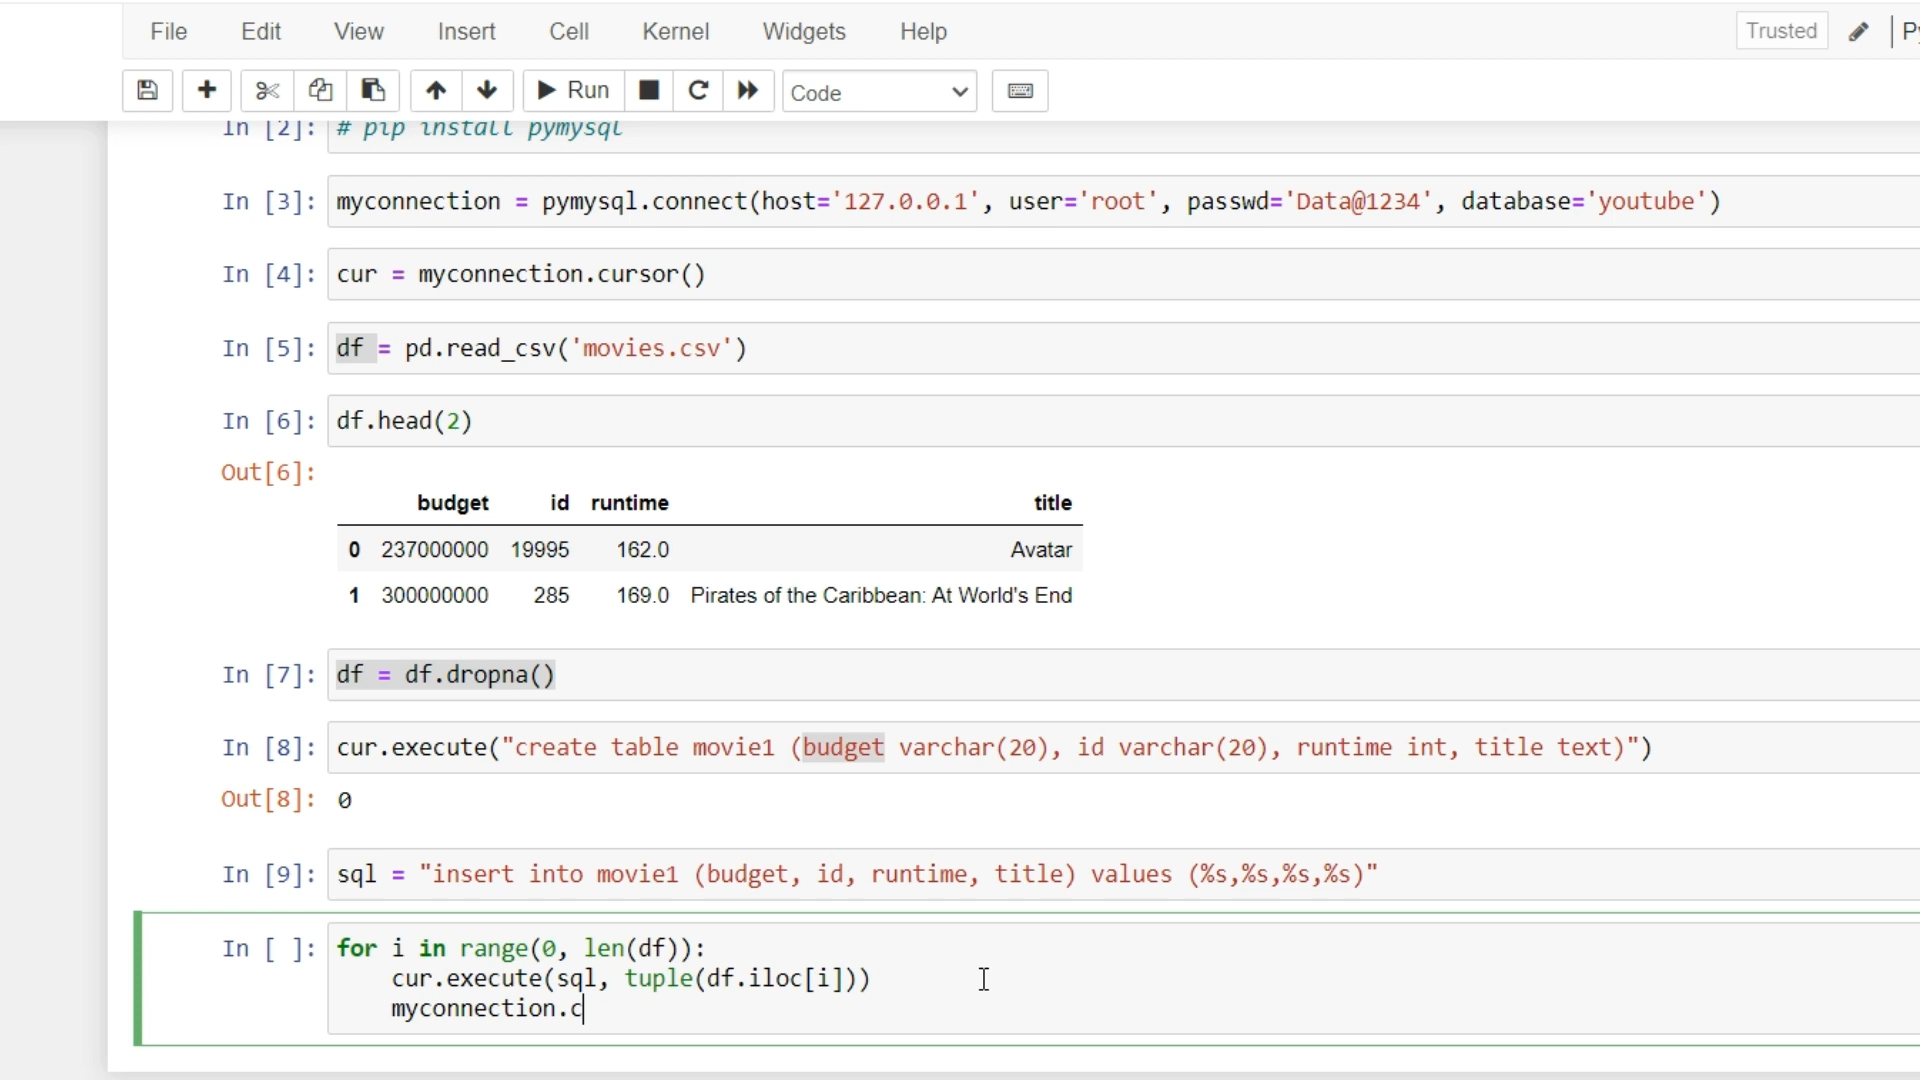 File Edit View Insert Cell Kernel Widgets Help Trusted Py
Run Code
In [2]: # pip install pymysql
In [3]: myconnection = pymysql.connect(host='127.0.0.1', user='root', passwd='Data@1234', database='youtube')
In [4]: cur = myconnection.cursor()
In [5]: df = pd.read_csv('movies.csv')
In [6]: df.head(2)
Out[6]:
budget id runtime title
0 237000000 19995 162.0 Avatar
1 300000000 285 169.0 Pirates of the Caribbean: At World's End
In [7]: df = df.dropna()
In [8]: cur.execute("create table movie1 (budget varchar(20), id varchar(20), runtime int, title text)")
Out[8]: 0
In [9]: sql = "insert into movie1 (budget, id, runtime, title) values (%s,%s,%s,%s)"
In [ ]: for i in range(0, len(df)):
cur.execute(sql, tuple(df.iloc[i]))
myconnection.c